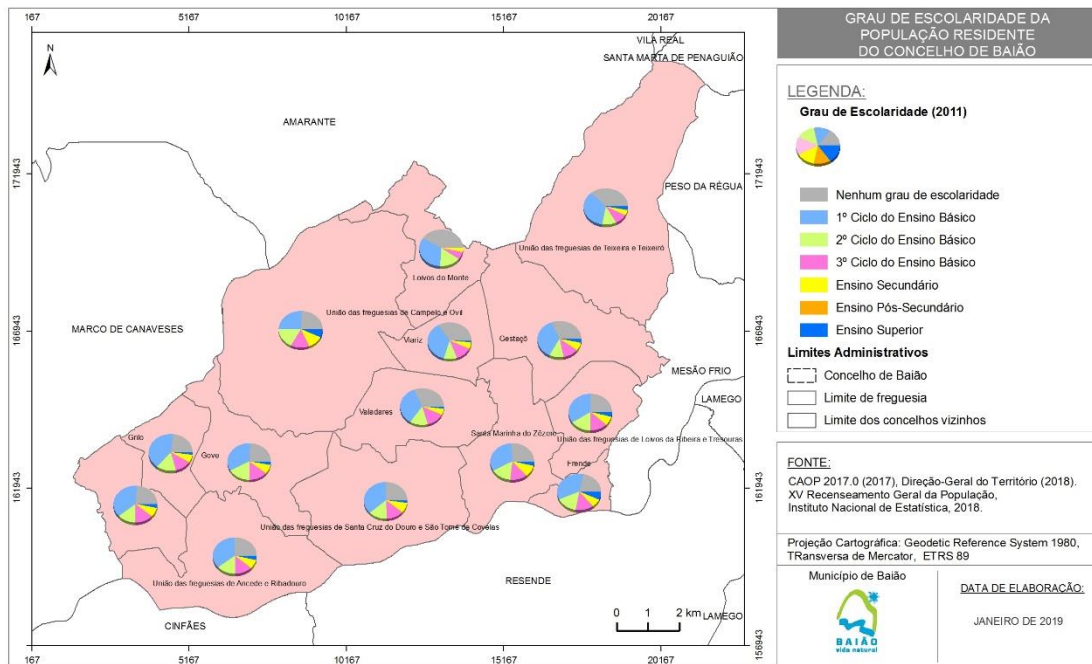 167 5167 10167 15167 20167
VILA REAL
SANTA MARTA DE PENAGUIÃO
N
AMARANTE
171943
171943
PESO DA RÉGUA
União das freguesias de Teixeira e Teixeiró
Loivos do Monte
União das freguesias de Campelo e Ovil
MARCO DE CANAVESES
166943
166943
Viariz
Gestaçô
MESÃO FRIO
LAMEGO
Valadares
Santa Marinha do Zêzere
União das freguesias de Loivos da Ribeira e Tresouras
Grilo
Gove
Frende
161943
161943
União das freguesias de Santa Cruz do Douro e São Tomé de Covelas
União das freguesias de Ancede e Ribadouro
RESENDE
CINFÃES
LAMEGO
0 1 2 km
156943
167 5167 10167 15167 20167
GRAU DE ESCOLARIDADE DA
POPULAÇÃO RESIDENTE
DO CONCELHO DE BAIÃO
LEGENDA:
Grau de Escolaridade (2011)
Nenhum grau de escolaridade
1º Ciclo do Ensino Básico
2º Ciclo do Ensino Básico
3º Ciclo do Ensino Básico
Ensino Secundário
Ensino Pós-Secundário
Ensino Superior
Limites Administrativos
Concelho de Baião
Limite de freguesia
Limite dos concelhos vizinhos
FONTE:
CAOP 2017.0 (2017), Direção-Geral do Território (2018).
XV Recenseamento Geral da População,
Instituto Nacional de Estatística, 2018.
Projeção Cartográfica: Geodetic Reference System 1980,
TRansversa de Mercator, ETRS 89
Município de Baião
BAIÃO
vida natural
DATA DE ELABORAÇÃO:
JANEIRO DE 2019